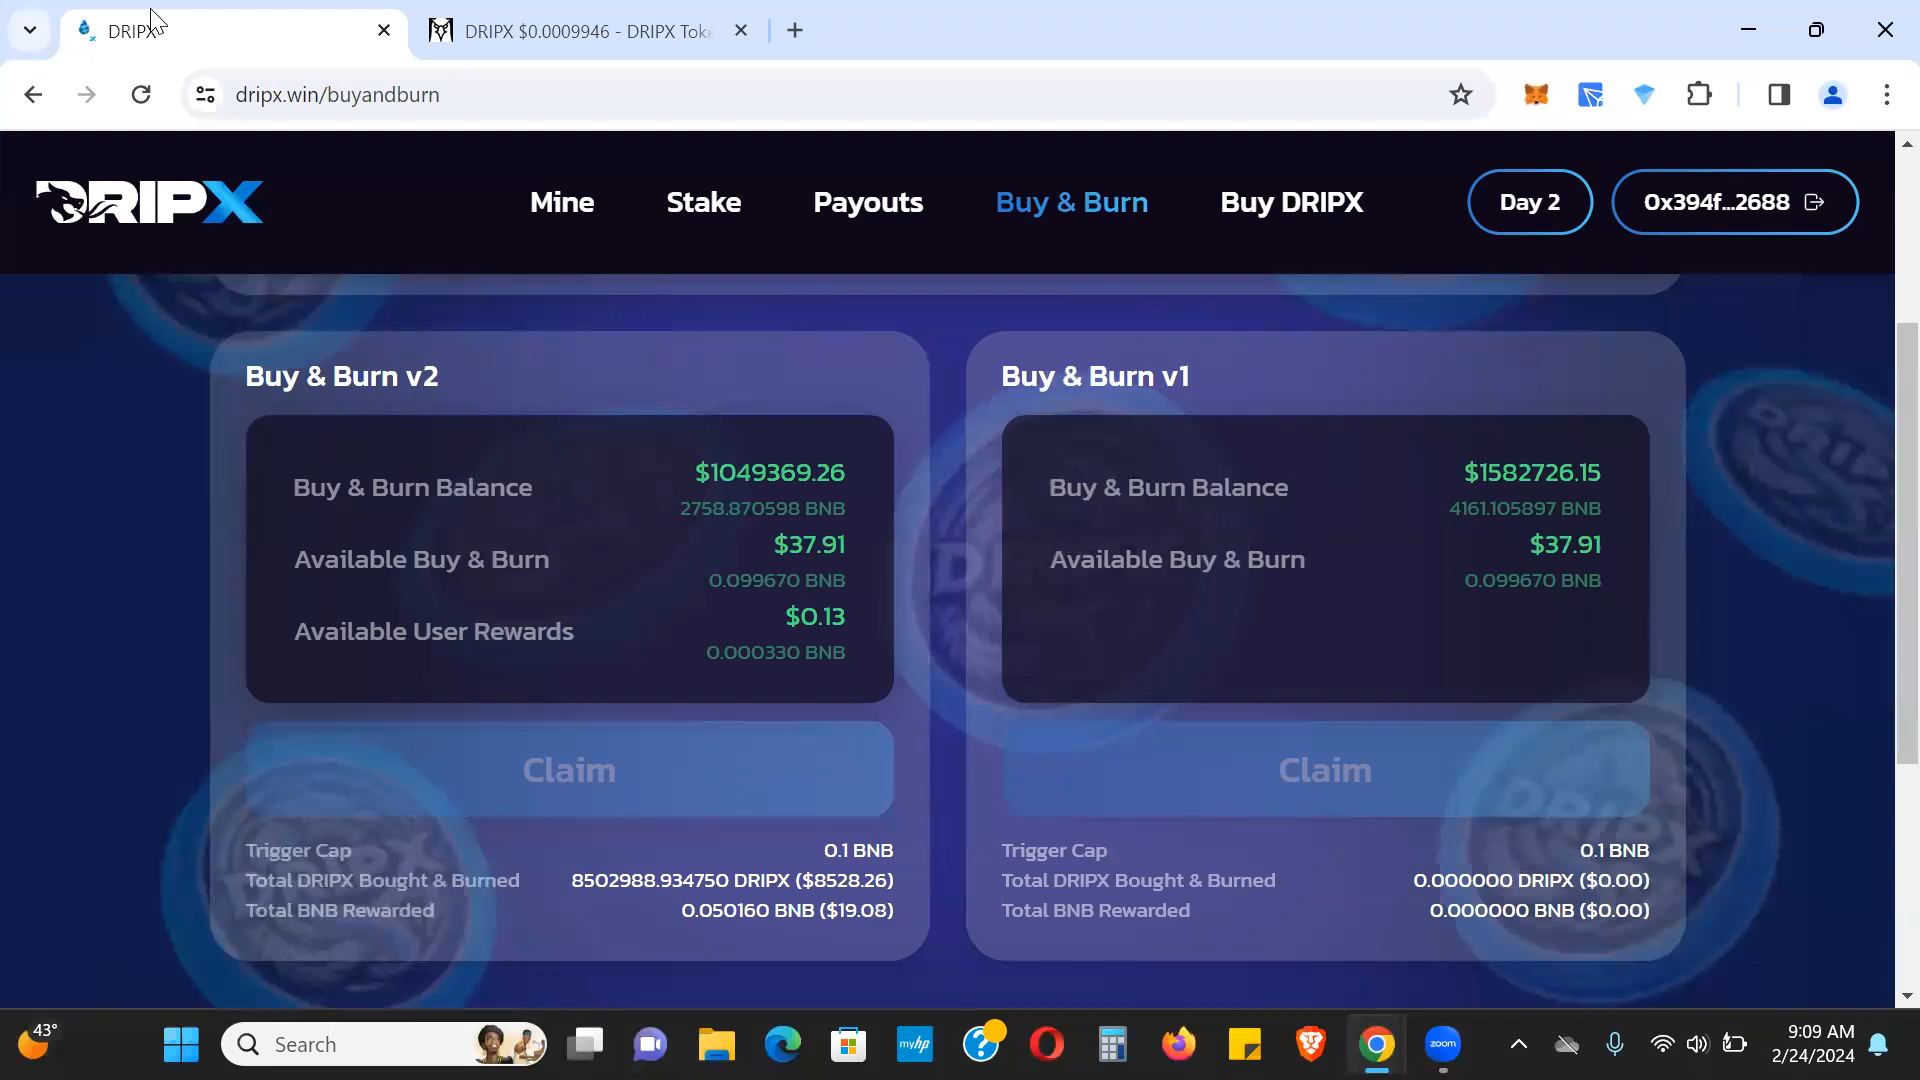 DRIPX
DRIPX $0.0009946 - DRIPX Toke
dripx.win/buyandburn
DRIPX
Mine
Stake
Payouts
Buy & Burn
Buy DRIPX
Day 2
0x394f...2688
Buy & Burn v2
Buy & Burn Balance
$1049369.26
2758.870598 BNB
Available Buy & Burn
$37.91
0.099670 BNB
Available User Rewards
$0.13
0.000330 BNB
Claim
Trigger Cap
0.1 BNB
Total DRIPX Bought & Burned
8502988.934750 DRIPX ($8528.26)
Total BNB Rewarded
0.050160 BNB ($19.08)
Buy & Burn v1
Buy & Burn Balance
$1582726.15
4161.105897 BNB
Available Buy & Burn
$37.91
0.099670 BNB
Claim
Trigger Cap
0.1 BNB
Total DRIPX Bought & Burned
0.000000 DRIPX ($0.00)
Total BNB Rewarded
0.000000 BNB ($0.00)
43°
Search
myhp
zoom
9:09 AM
2/24/2024